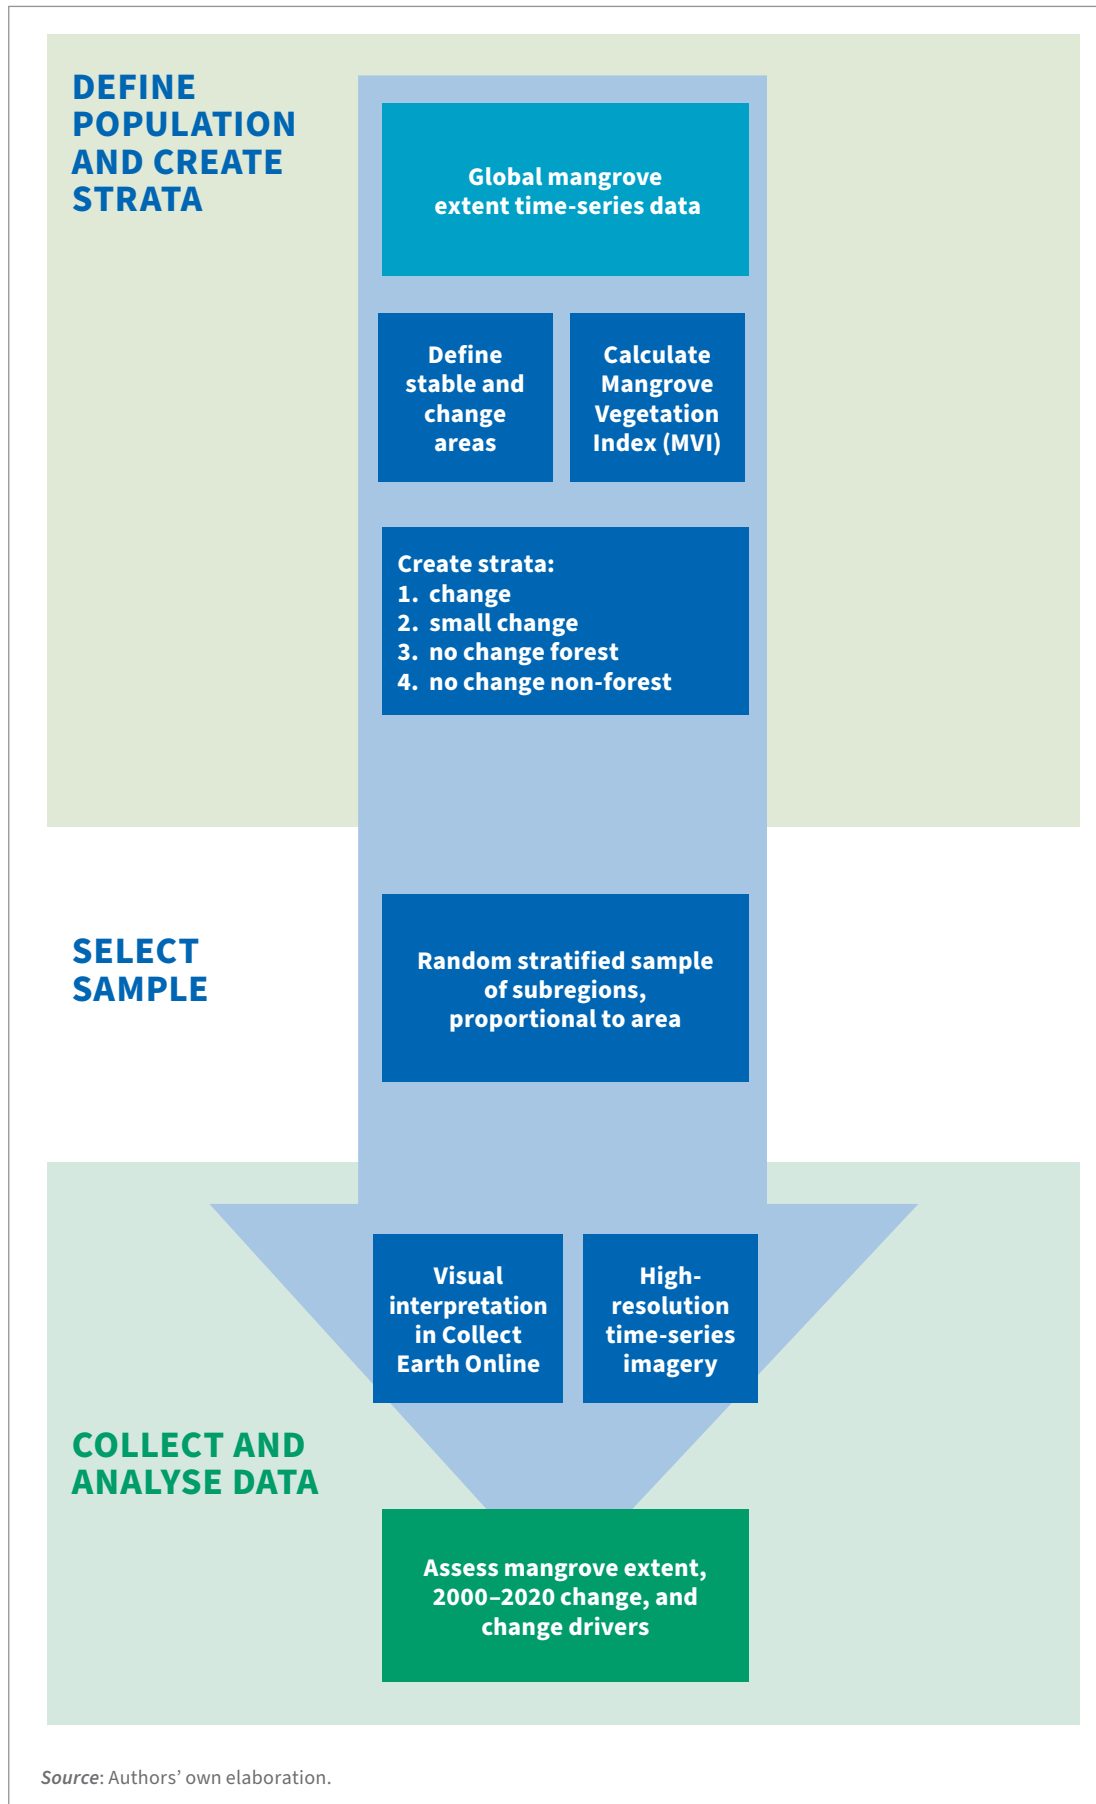 DEFINE
POPULATION
AND CREATE
STRATA
Global mangrove
extent time-series data
Define
stable and
change
areas
Calculate
Mangrove
Vegetation
Index (MVI)
Create strata:
1. change
2. small change
3. no change forest
4. no change non-forest
SELECT
SAMPLE
Random stratified sample
of subregions,
proportional to area
Visual
interpretation
in Collect
Earth Online
High-
resolution
time-series
imagery
COLLECT AND
ANALYSE DATA
Assess mangrove extent,
2000–2020 change, and
change drivers
Source: Authors’ own elaboration.